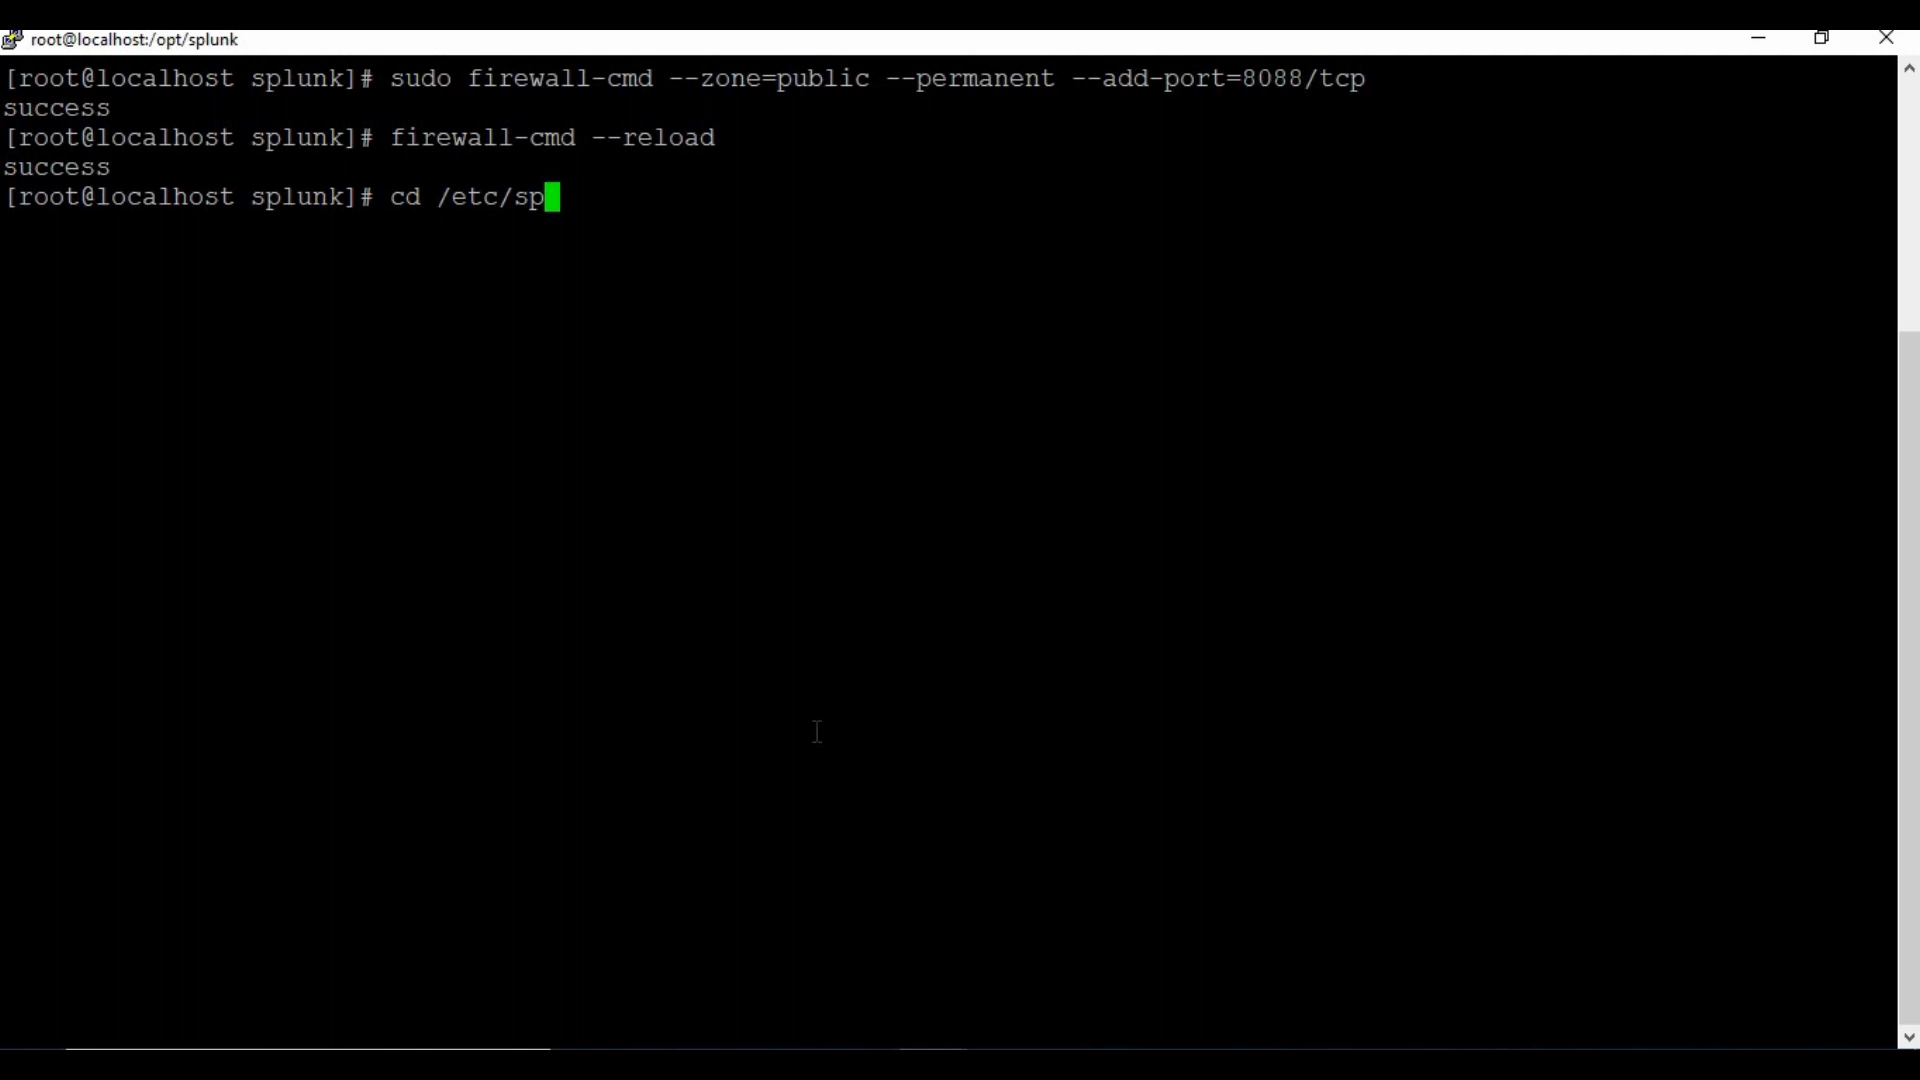 root@localhost:/opt/splunk
[root@localhost splunk]# sudo firewall-cmd --zone=public --permanent --add-port=8088/tcp
success
[root@localhost splunk]# firewall-cmd --reload
success
[root@localhost splunk]# cd /etc/sp